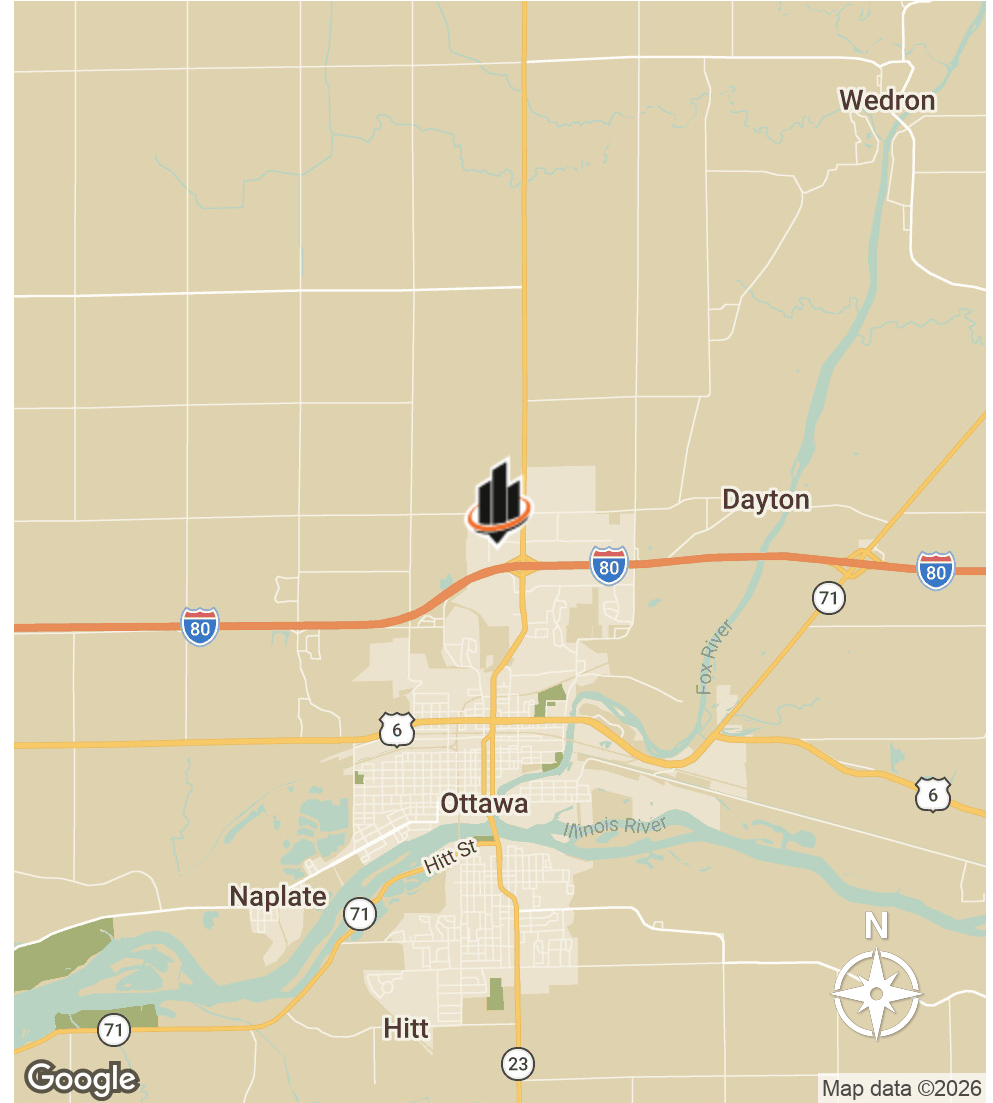 Wedron
Dayton
80
80
80
71
Fox River
6
6
Ottawa
Illinois River
Hitt St
Naplate
71
N
Hitt
71
23
Google
Map data ©2026